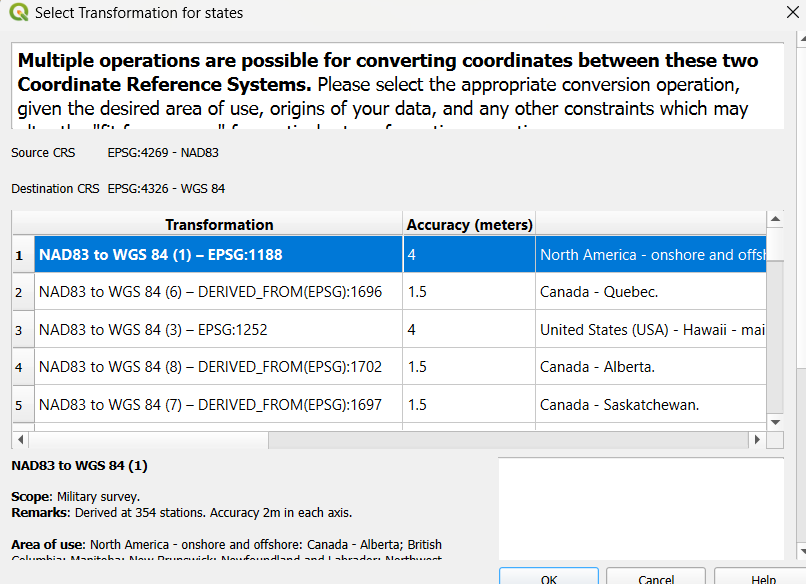 Select Transformation for states
Multiple operations are possible for converting coordinates between these two
Coordinate Reference Systems. Please select the appropriate conversion operation,
given the desired area of use, origins of your data, and any other constraints which may
Source CRS EPSG:4269 - NAD83
Destination CRS EPSG:4326 - WGS 84
Transformation Accuracy (meters)
1 NAD83 to WGS 84 (1) – EPSG:1188 4 North America - onshore and offsh
2 NAD83 to WGS 84 (6) – DERIVED_FROM(EPSG):1696 1.5 Canada - Quebec.
3 NAD83 to WGS 84 (3) – EPSG:1252 4 United States (USA) - Hawaii - mai
4 NAD83 to WGS 84 (8) – DERIVED_FROM(EPSG):1702 1.5 Canada - Alberta.
5 NAD83 to WGS 84 (7) – DERIVED_FROM(EPSG):1697 1.5 Canada - Saskatchewan.
NAD83 to WGS 84 (1)
Scope: Military survey.
Remarks: Derived at 354 stations. Accuracy 2m in each axis.
Area of use: North America - onshore and offshore: Canada - Alberta; British
Columbia; Manitoba; New Brunswick; Newfoundland and Labrador; Northwest
OK Cancel Help